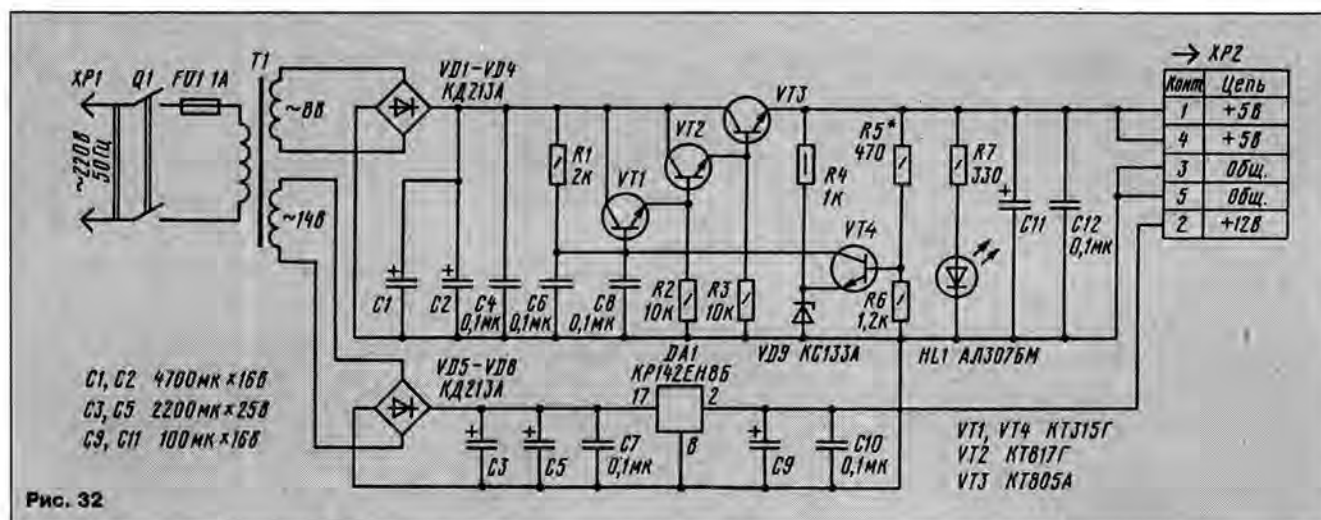 ХР1
Q1
FU1 1А
Т1
~220В
50Гц
~8В
~14В
VD1-VD4
КД213А
R1
2К
VT1
VT2
VT3
R4
1К
R5*
470
VT4
R7
330
C11
C12
0,1МК
→ ХР2
Конт
Цепь
1
+5В
4
+5В
3
Общ.
5
Общ.
2
+12В
C1
C2
C4
0,1МК
C6
0,1МК
C8
0,1МК
R2
10К
R3
10К
R6
1,2К
DA1
КР142ЕН8Б
VD9 КС133А
HL1 АЛ307БМ
VD5-VD8
КД213А
17
2
8
C3
C5
C7
0,1МК
C9
C10
0,1МК
C1, C2 4700МК×16В
C3, C5 2200МК×25В
C9, C11 100МК×16В
VT1, VT4 КТ315Г
VT2 КТ817Г
VT3 КТ805А
Рис. 32